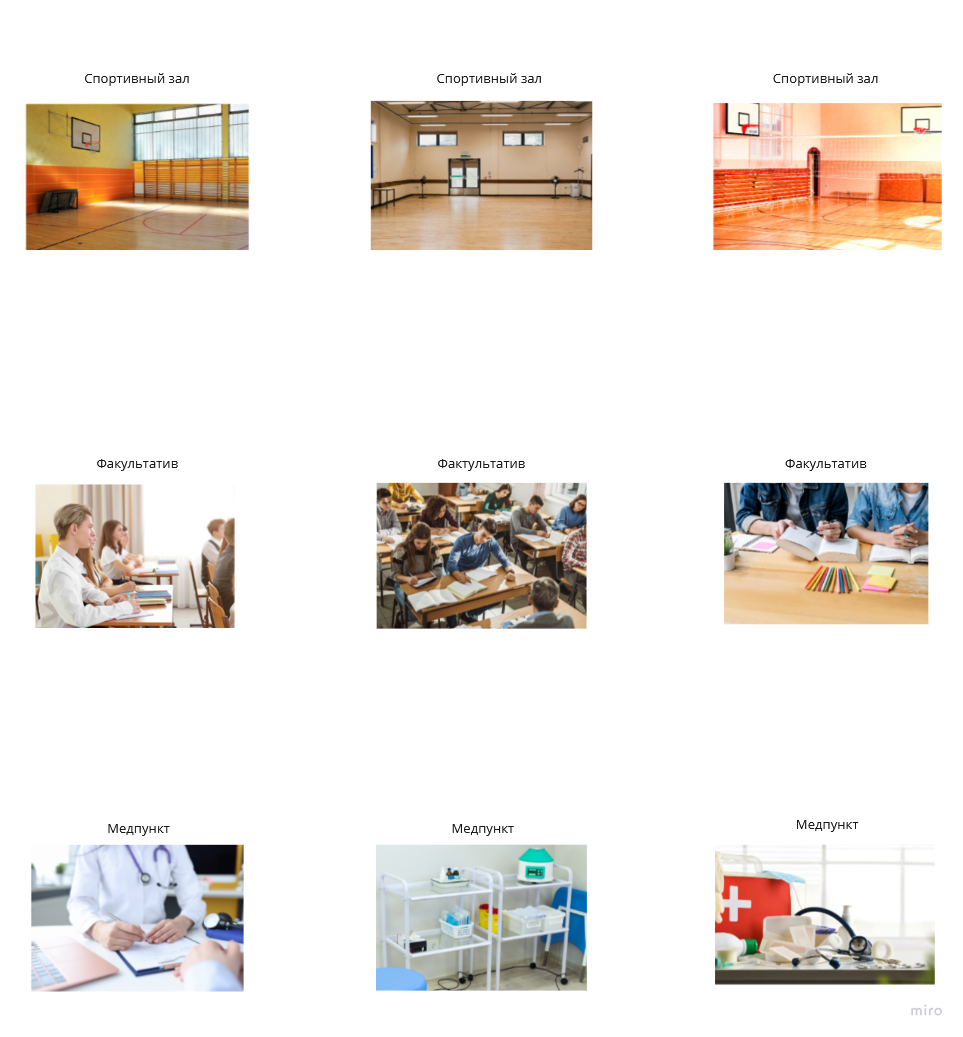 Спортивный зал
Спортивный зал
Спортивный зал
Факультатив
Фактультатив
Факультатив
Медпункт
Медпункт
Медпункт
miro